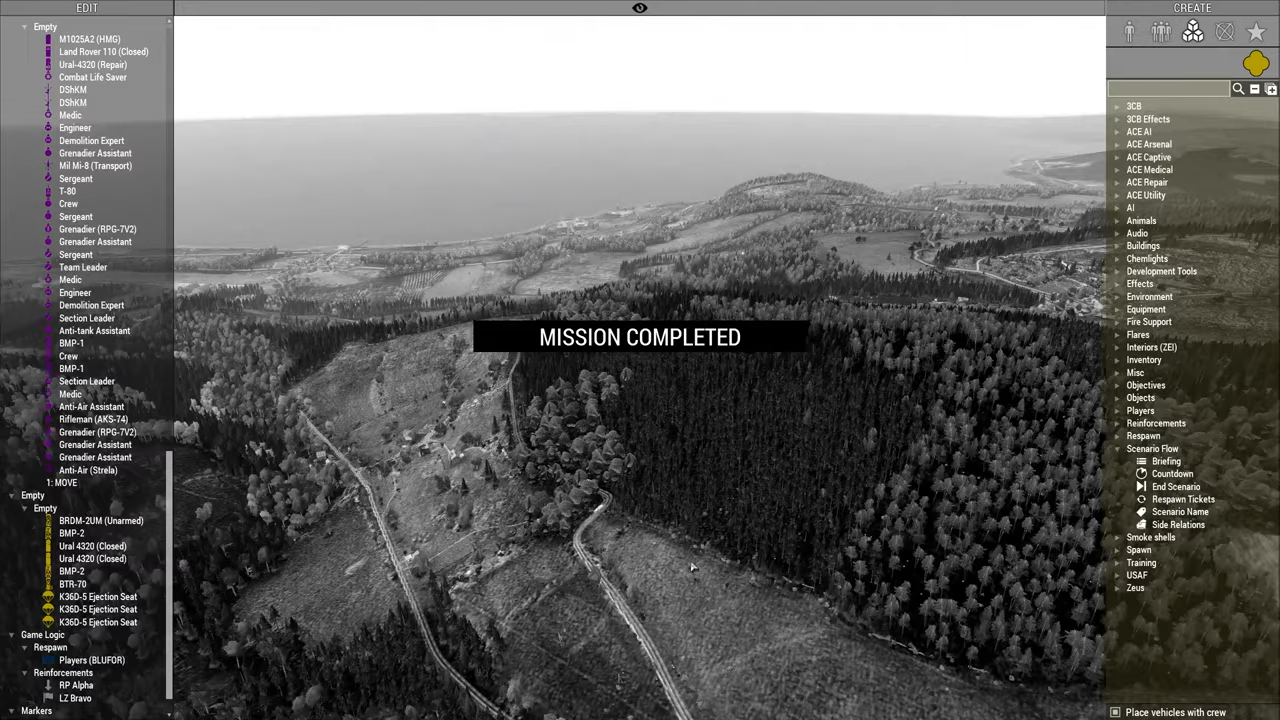 EDIT
Empty
M1025A2 (HMG)
Land Rover 110 (Closed)
Ural-4320 (Repair)
Combat Life Saver
DShKM
DShKM
Medic
Engineer
Demolition Expert
Grenadier Assistant
Mil Mi-8 (Transport)
Sergeant
T-80
Crew
Sergeant
Grenadier (RPG-7V2)
Grenadier Assistant
Sergeant
Team Leader
Medic
Engineer
Demolition Expert
Section Leader
Anti-tank Assistant
BMP-1
Crew
BMP-1
Section Leader
Medic
Anti-Air Assistant
Rifleman (AKS-74)
Grenadier (RPG-7V2)
Grenadier Assistant
Grenadier Assistant
Anti-Air (Strela)
1: MOVE
Empty
Empty
BRDM-2UM (Unarmed)
BMP-2
Ural 4320 (Closed)
Ural 4320 (Closed)
BMP-2
BTR-70
K36D-5 Ejection Seat
K36D-5 Ejection Seat
K36D-5 Ejection Seat
Game Logic
Respawn
Players (BLUFOR)
Reinforcements
RP Alpha
LZ Bravo
Markers
MISSION COMPLETED
CREATE
3CB
3CB Effects
ACE AI
ACE Arsenal
ACE Captive
ACE Medical
ACE Repair
ACE Utility
AI
Animals
Audio
Buildings
Chemlights
Development Tools
Effects
Environment
Equipment
Fire Support
Flares
Interiors (ZEI)
Inventory
Misc
Objectives
Objects
Players
Reinforcements
Respawn
Scenario Flow
Briefing
Countdown
End Scenario
Respawn Tickets
Scenario Name
Side Relations
Smoke shells
Spawn
Training
USAF
Zeus
Place vehicles with crew